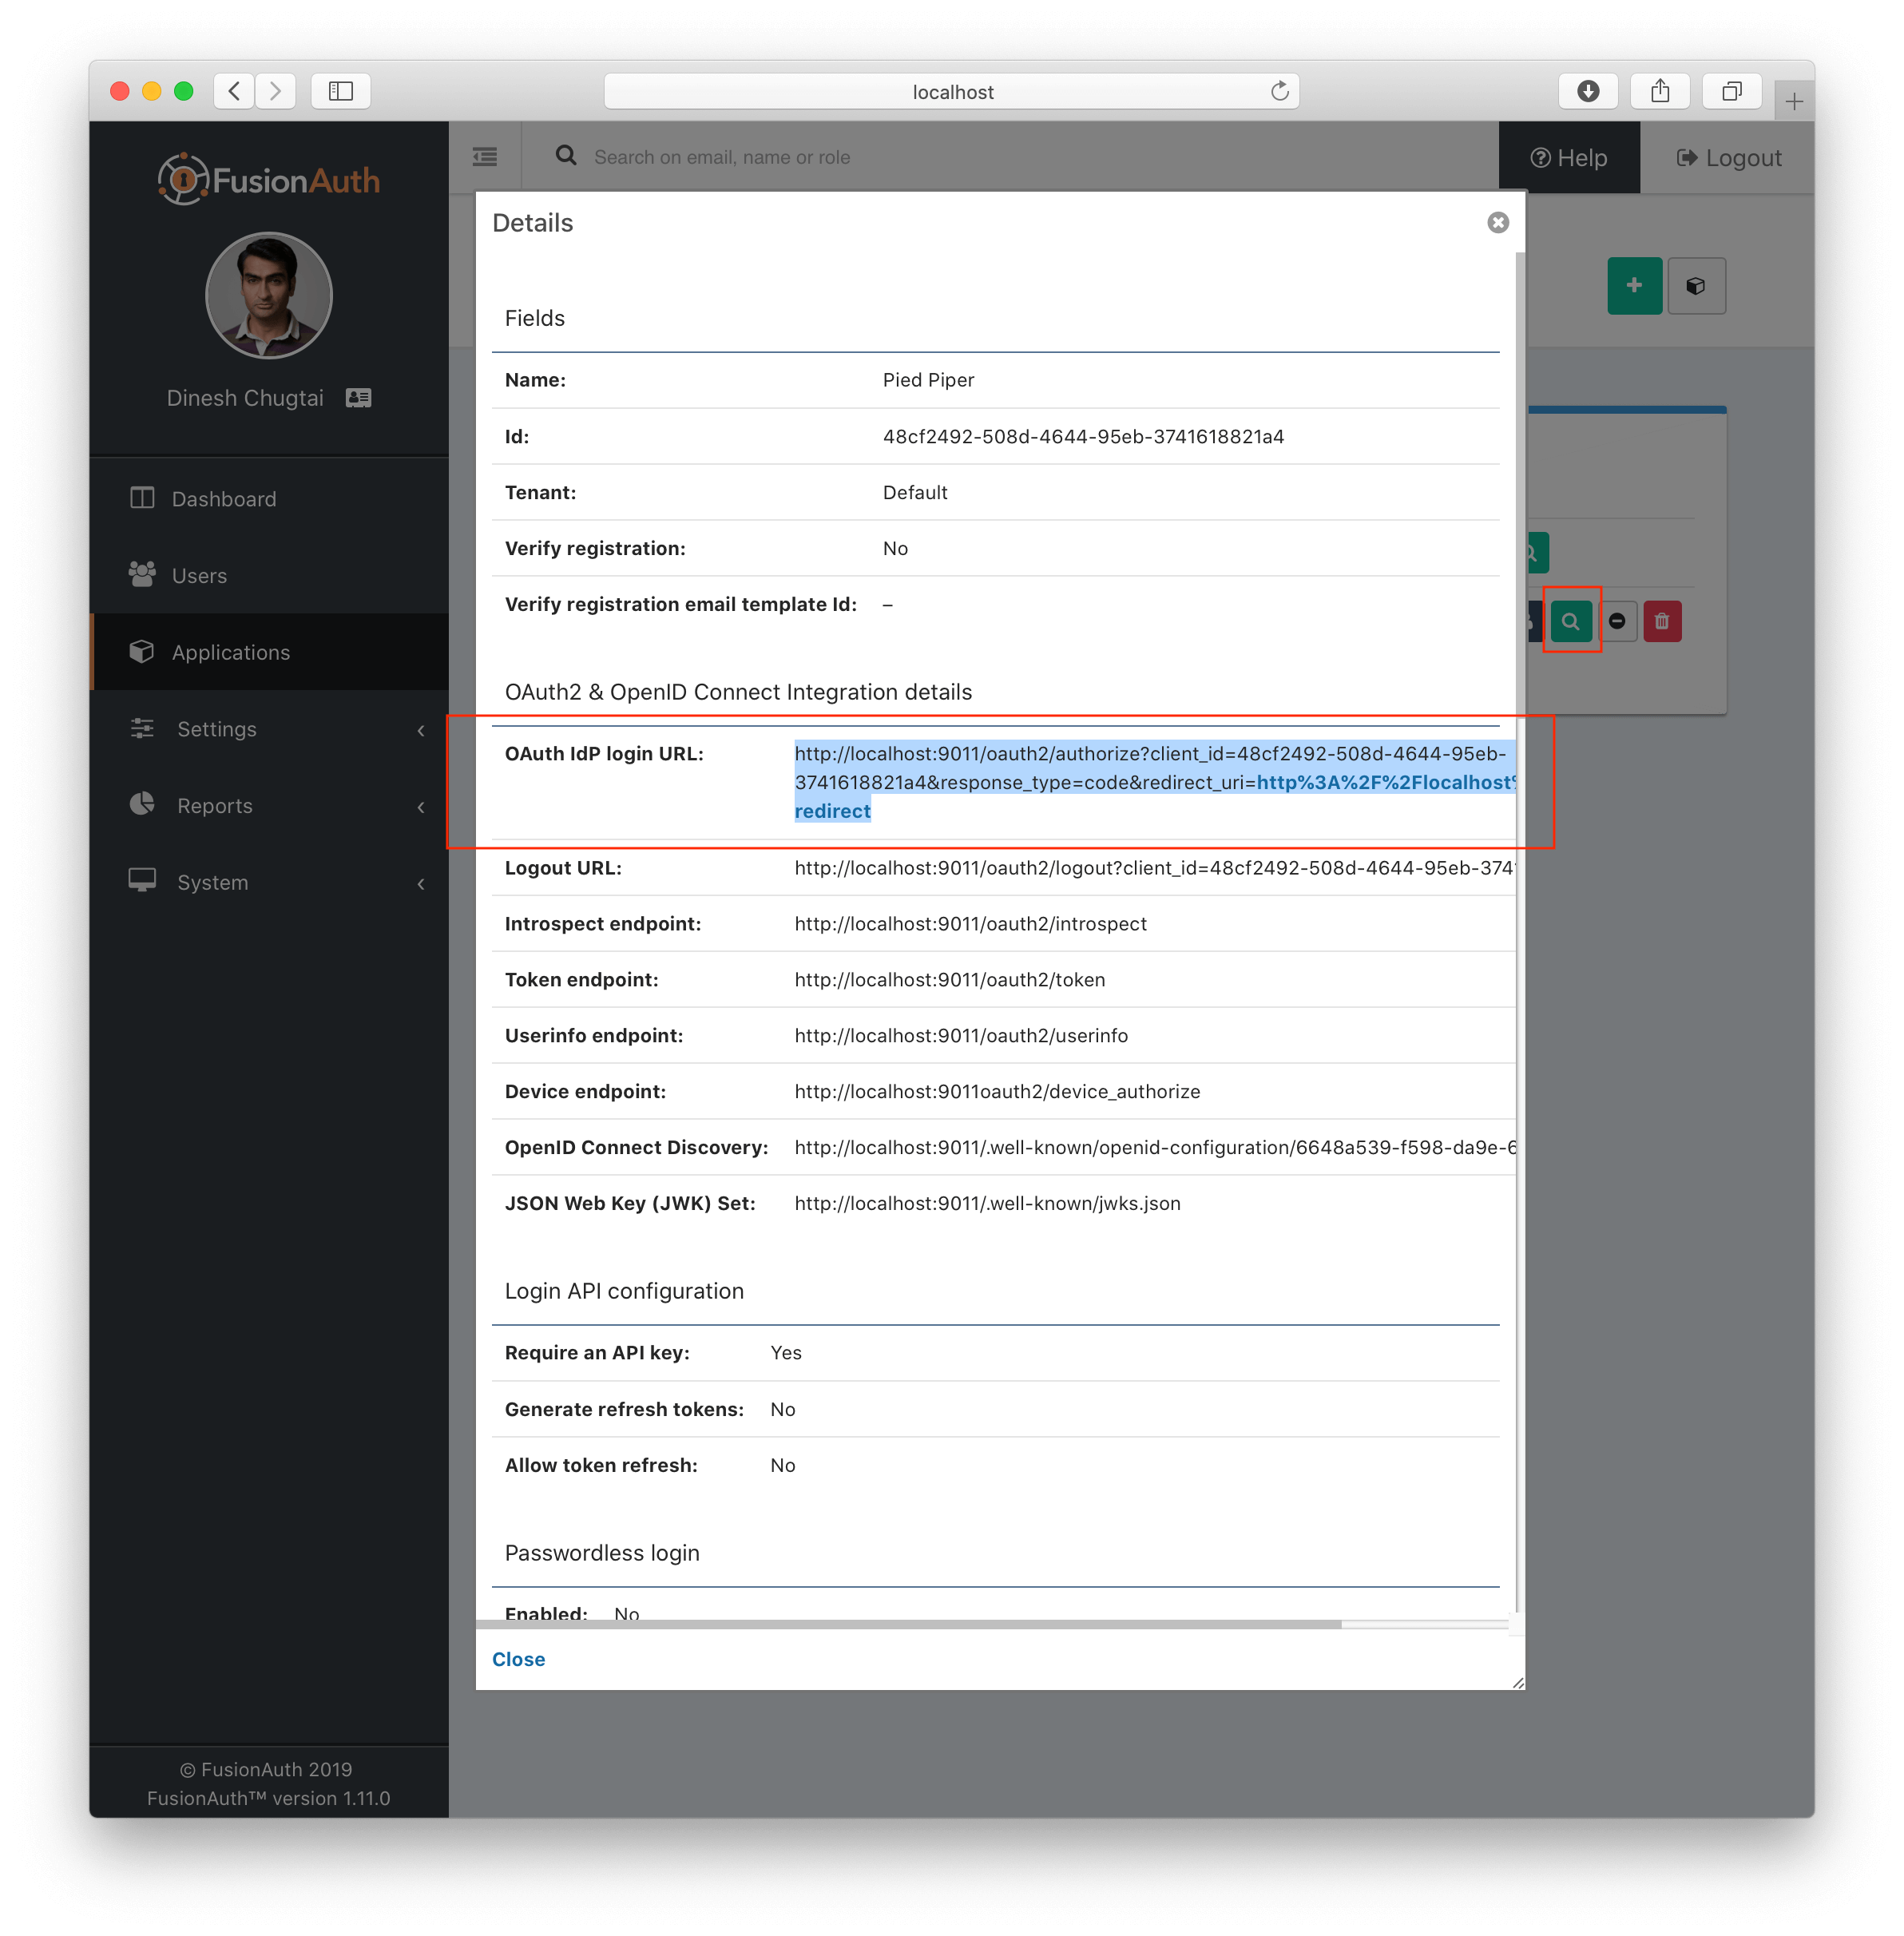 localhost
FusionAuth
Search on email, name or role
Help
Logout
Dinesh Chugtai
Dashboard
Users
Applications
Settings
Reports
System
© FusionAuth 2019
FusionAuth™ version 1.11.0
Details
Fields
Name: Pied Piper
Id: 48cf2492-508d-4644-95eb-3741618821a4
Tenant: Default
Verify registration: No
Verify registration email template Id: –
OAuth2 & OpenID Connect Integration details
OAuth IdP login URL: http://localhost:9011/oauth2/authorize?client_id=48cf2492-508d-4644-95eb-
3741618821a4&response_type=code&redirect_uri=http%3A%2F%2Flocalhost%
redirect
Logout URL: http://localhost:9011/oauth2/logout?client_id=48cf2492-508d-4644-95eb-374
Introspect endpoint: http://localhost:9011/oauth2/introspect
Token endpoint: http://localhost:9011/oauth2/token
Userinfo endpoint: http://localhost:9011/oauth2/userinfo
Device endpoint: http://localhost:9011oauth2/device_authorize
OpenID Connect Discovery: http://localhost:9011/.well-known/openid-configuration/6648a539-f598-da9e-6
JSON Web Key (JWK) Set: http://localhost:9011/.well-known/jwks.json
Login API configuration
Require an API key: Yes
Generate refresh tokens: No
Allow token refresh: No
Passwordless login
Enabled: No
Close